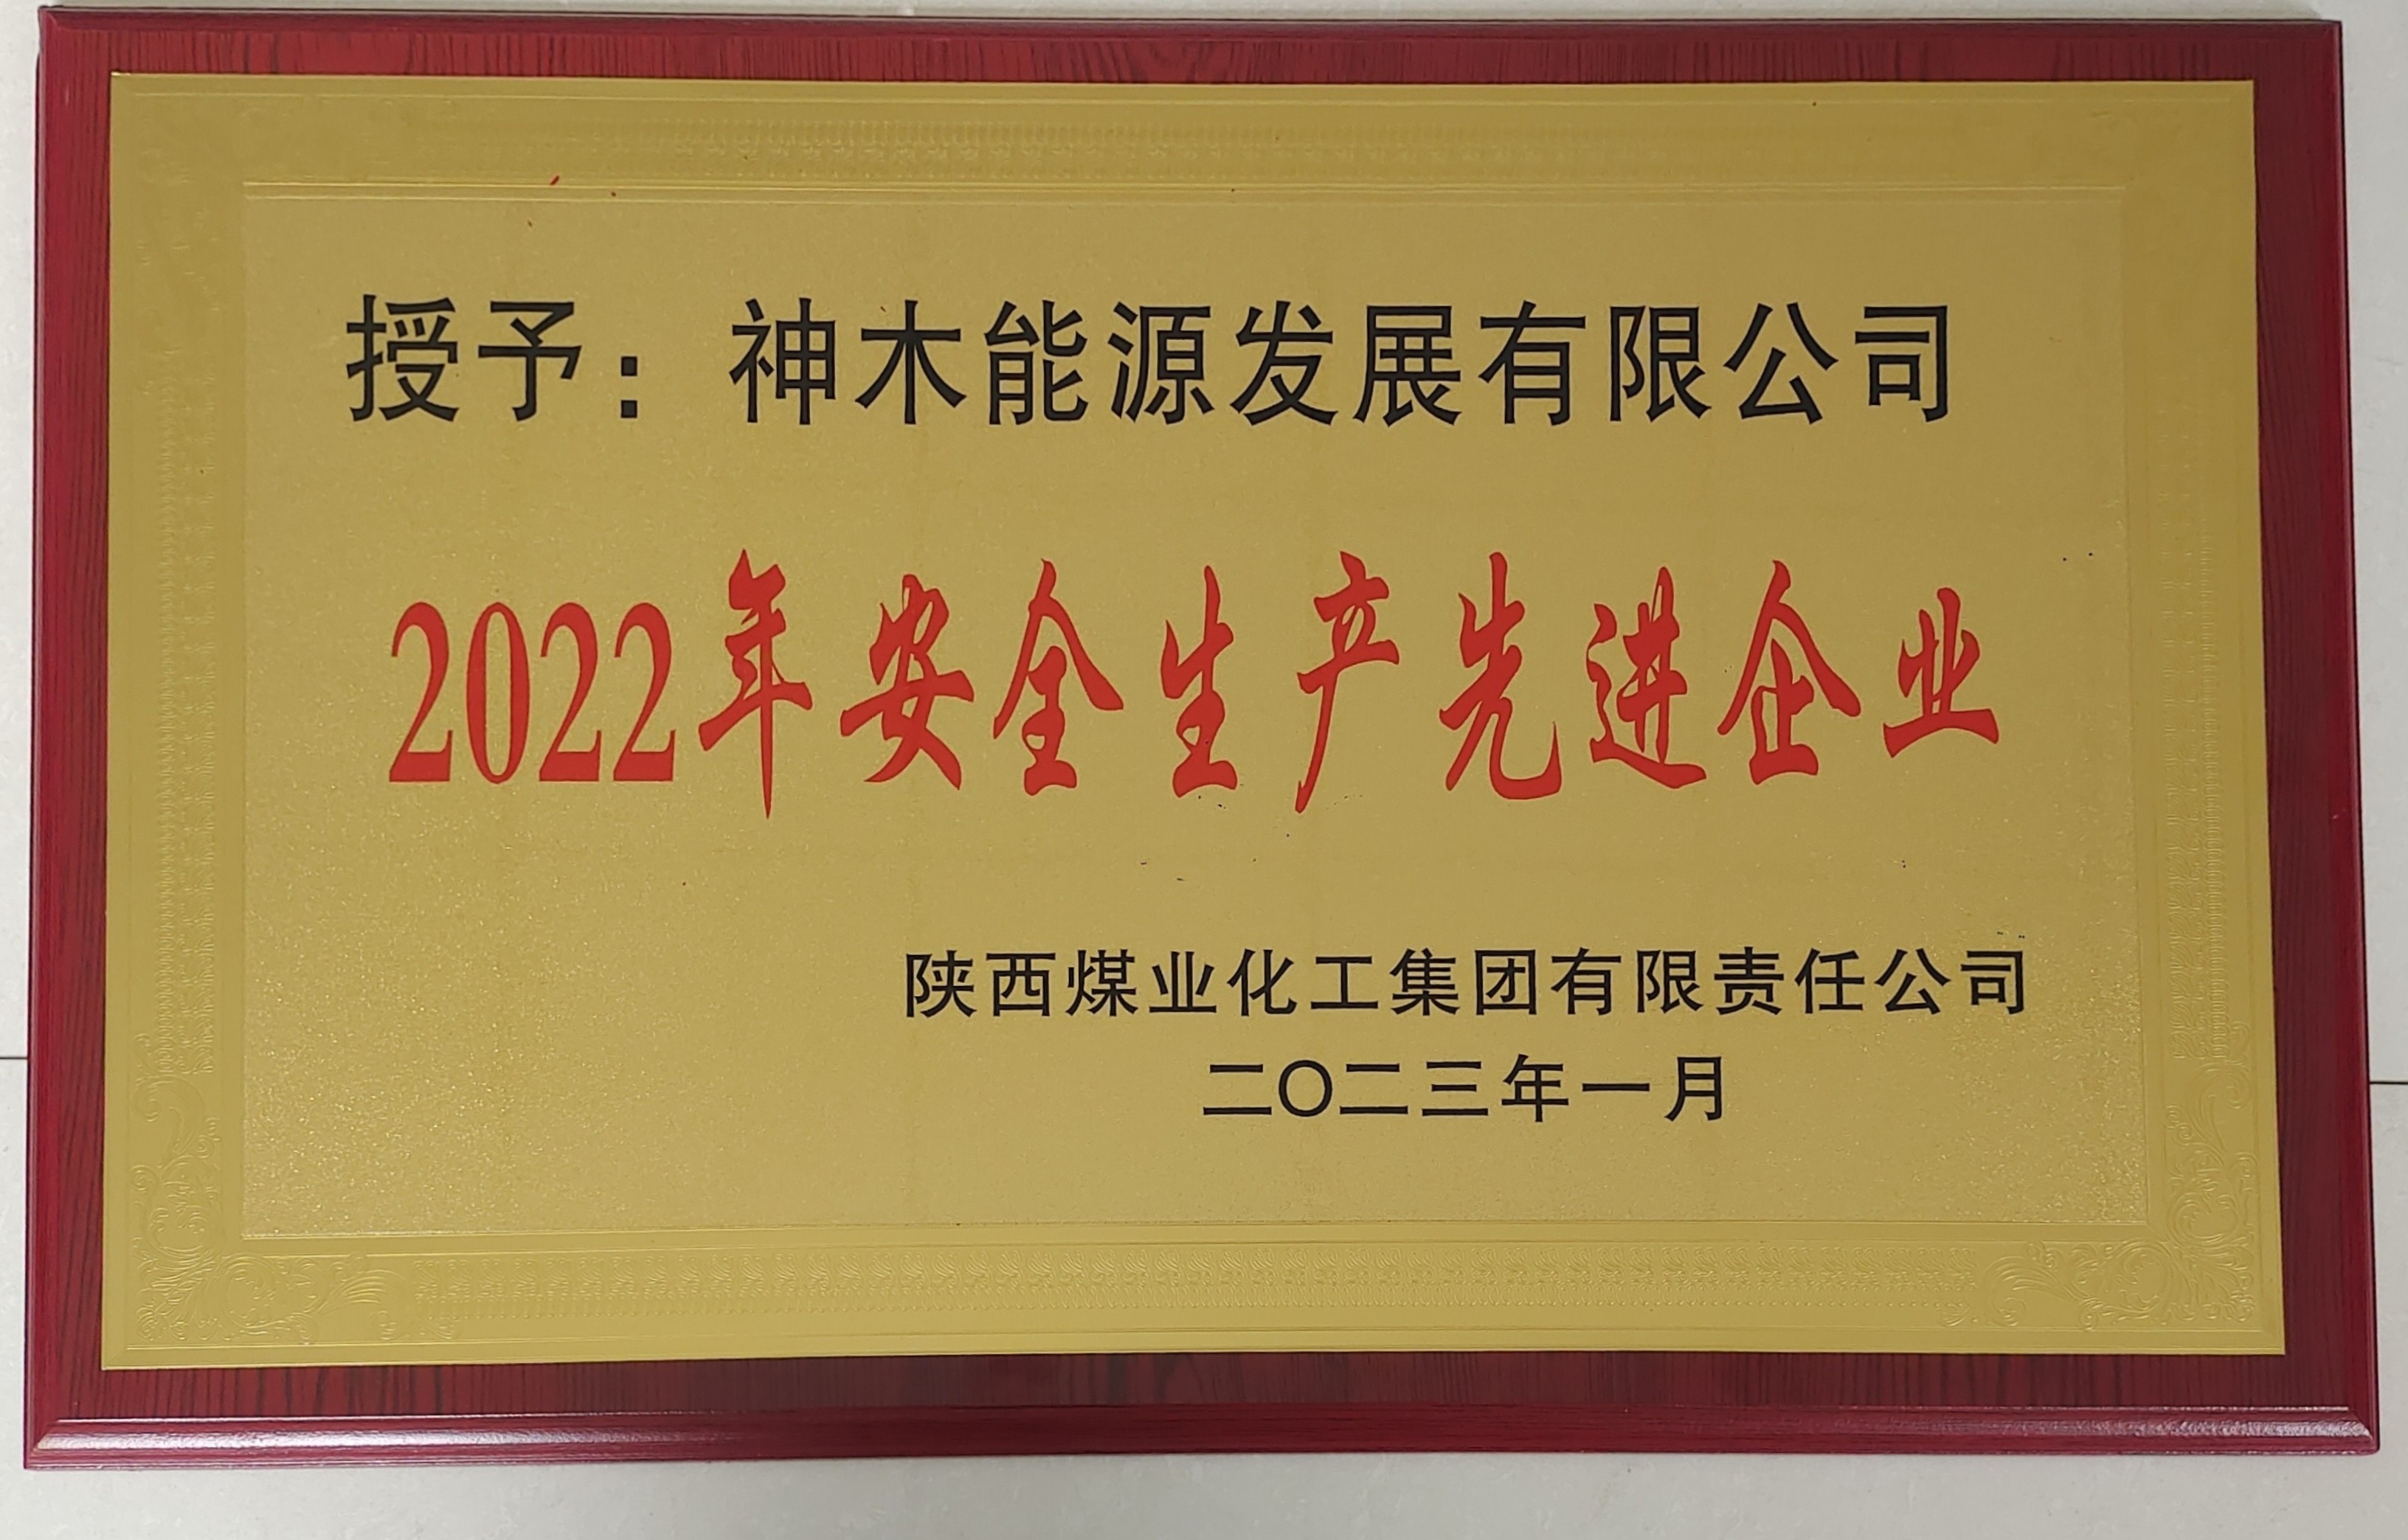 授予：神木能源发展有限公司
2022年安全生产先进企业
陕西煤业化工集团有限责任公司
二〇二三年一月